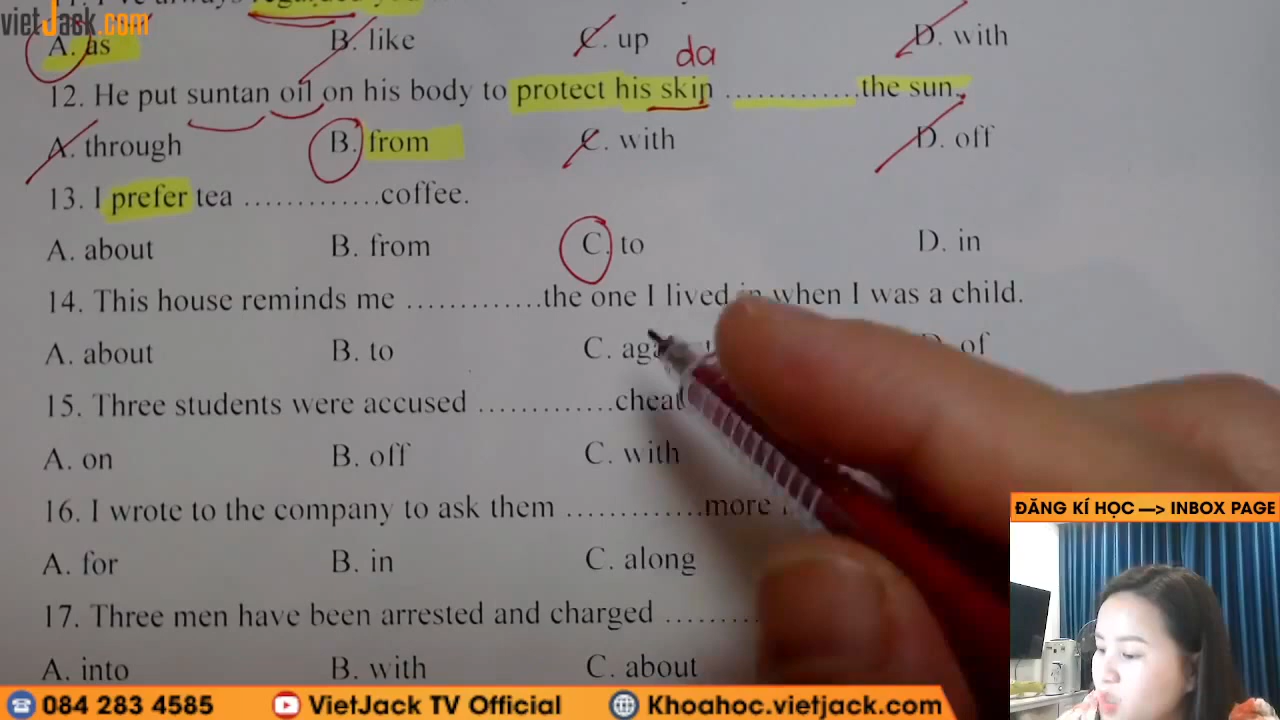 vietJack.com
A. as B. like C. up D. with
da
12. He put suntan oil on his body to protect his skin .............the sun.
A. through B. from C. with D. off
13. I prefer tea .............coffee.
A. about B. from C. to D. in
14. This house reminds me .............the one I lived in when I was a child.
A. about B. to C. D. of
15. Three students were accused .............
A. on B. off C. with
16. I wrote to the company to ask them .............more
A. for B. in C. along
17. Three men have been arrested and charged .........
A. into B. with C. about
ĐĂNG KÍ HỌC —> INBOX PAGE
084 283 4585 VietJack TV Official Khoahoc.vietjack.com